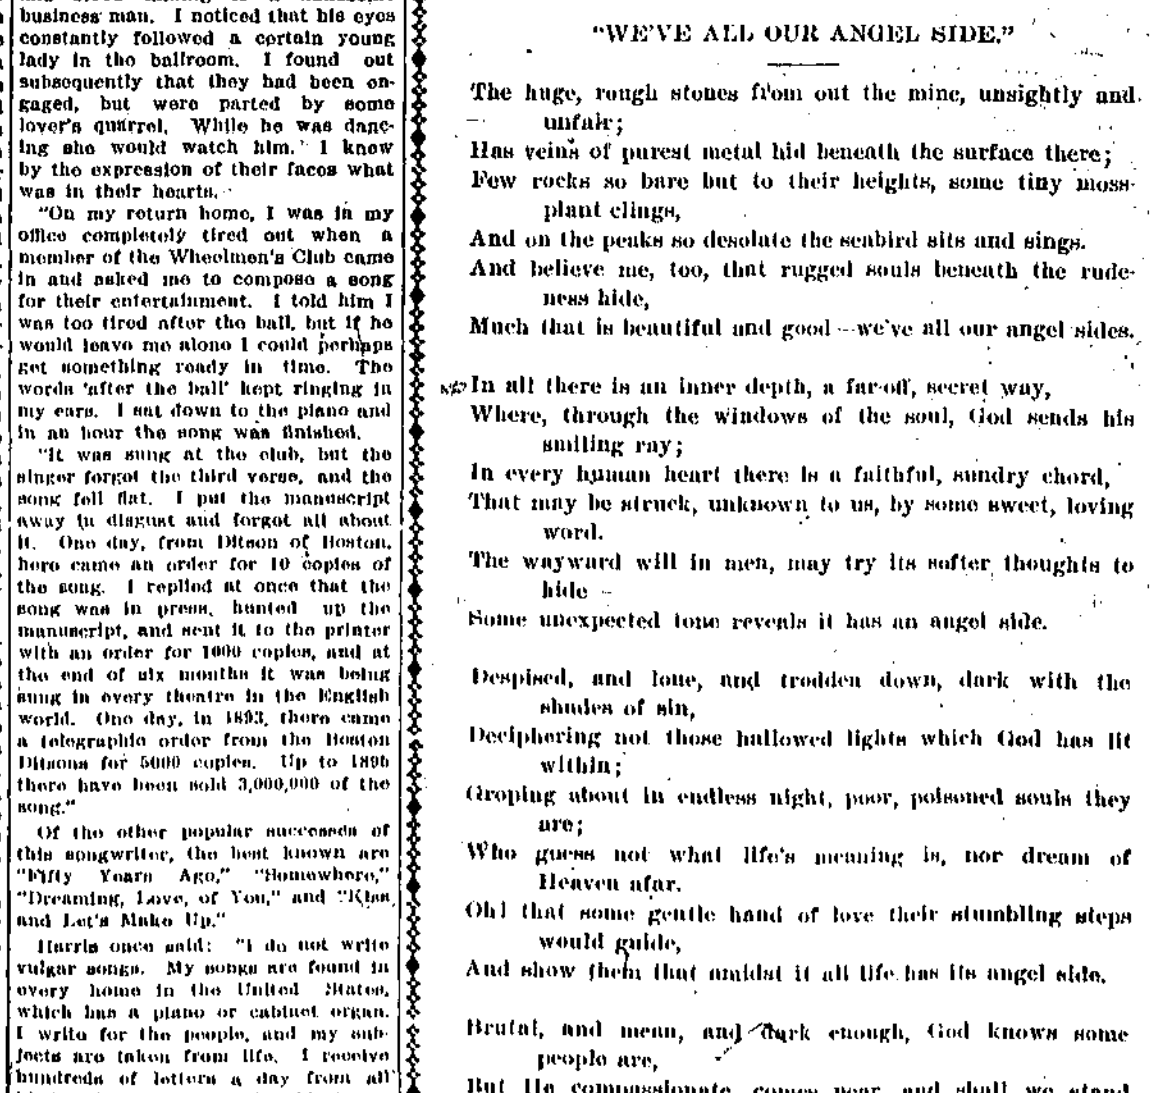 business man. I noticed that his eyes
constantly followed a certain young
lady in the ballroom. I found out
subsequently that they had been en-
gaged, but were parted by some
lover's quarrel. While he was danc-
ing she would watch him. I knew
by the expression of their faces what
was in their hearts.
"On my return home, I was in my
office completely tired out when a
member of the Wheelmen's Club came
in and asked me to compose a song
for their entertainment. I told him I
was too tired after the ball, but if he
would leave me alone I could perhaps
get something ready in time. The
words 'after the ball' kept ringing in
my ears. I sat down to the piano and
in an hour the song was finished.
"It was sung at the club, but the
singer forgot the third verse, and the
song fell flat. I put the manuscript
away in disgust and forgot all about
it. One day, from Ditson of Boston,
here came an order for 10 copies of
the song. I replied at once that the
song was in press, hunted up the
manuscript, and sent it to the printer
with an order for 1000 copies, and at
the end of six months it was being
sung in every theatre in the English
world. One day, in 1893, there came
a telegraphic order from the Boston
Ditsons for 5000 copies. Up to
there have been sold 3,000,000 of the
song."
Of the other popular successes of
this songwriter, the best known are
"Fifty Years Ago," "Somewhere,"
"Dreaming, Love, of You," and "Kiss
and Let's Make Up."
Harris once said: "I do not write
vulgar songs. My songs are found in
every home in the United States,
which has a piano or cabinet organ.
I write for the people, and my sub-
jects are taken from life. I receive
hundreds of letters a day from all
"WE'VE ALL OUR ANGEL SIDE."
The huge, rough stones from out the mine, unsightly and
unfair;
Has veins of purest metal hid beneath the surface there;
Few rocks so bare but to their heights, some tiny moss-
plant clings,
And on the peaks so desolate the seabird sits and sings.
And believe me, too, that rugged souls beneath the rude-
ness hide,
Much that is beautiful and good—we've all our angel sides.
In all there is an inner depth, a far-off, secret way,
Where, through the windows of the soul, God sends his
smiling ray;
In every human heart there is a faithful, sundry chord,
That may be struck, unknown to us, by some sweet, loving
word.
The wayward will in men, may try its softer thoughts to
hide—
Some unexpected tone reveals it has an angel side.
Despised, and lone, and trodden down, dark with the
shades of sin,
Deciphering not those hallowed lights which God has lit
within;
Groping about in endless night, poor, poisoned souls they
are;
Who guess not what life's meaning is, nor dream of
Heaven afar.
Oh! that some gentle hand of love their stumbling steps
would guide,
And show them that amidst it all life has its angel side.
Brutal, and mean, and dark enough, God knows some
people are,
But He compassionate comes near and shall we stand